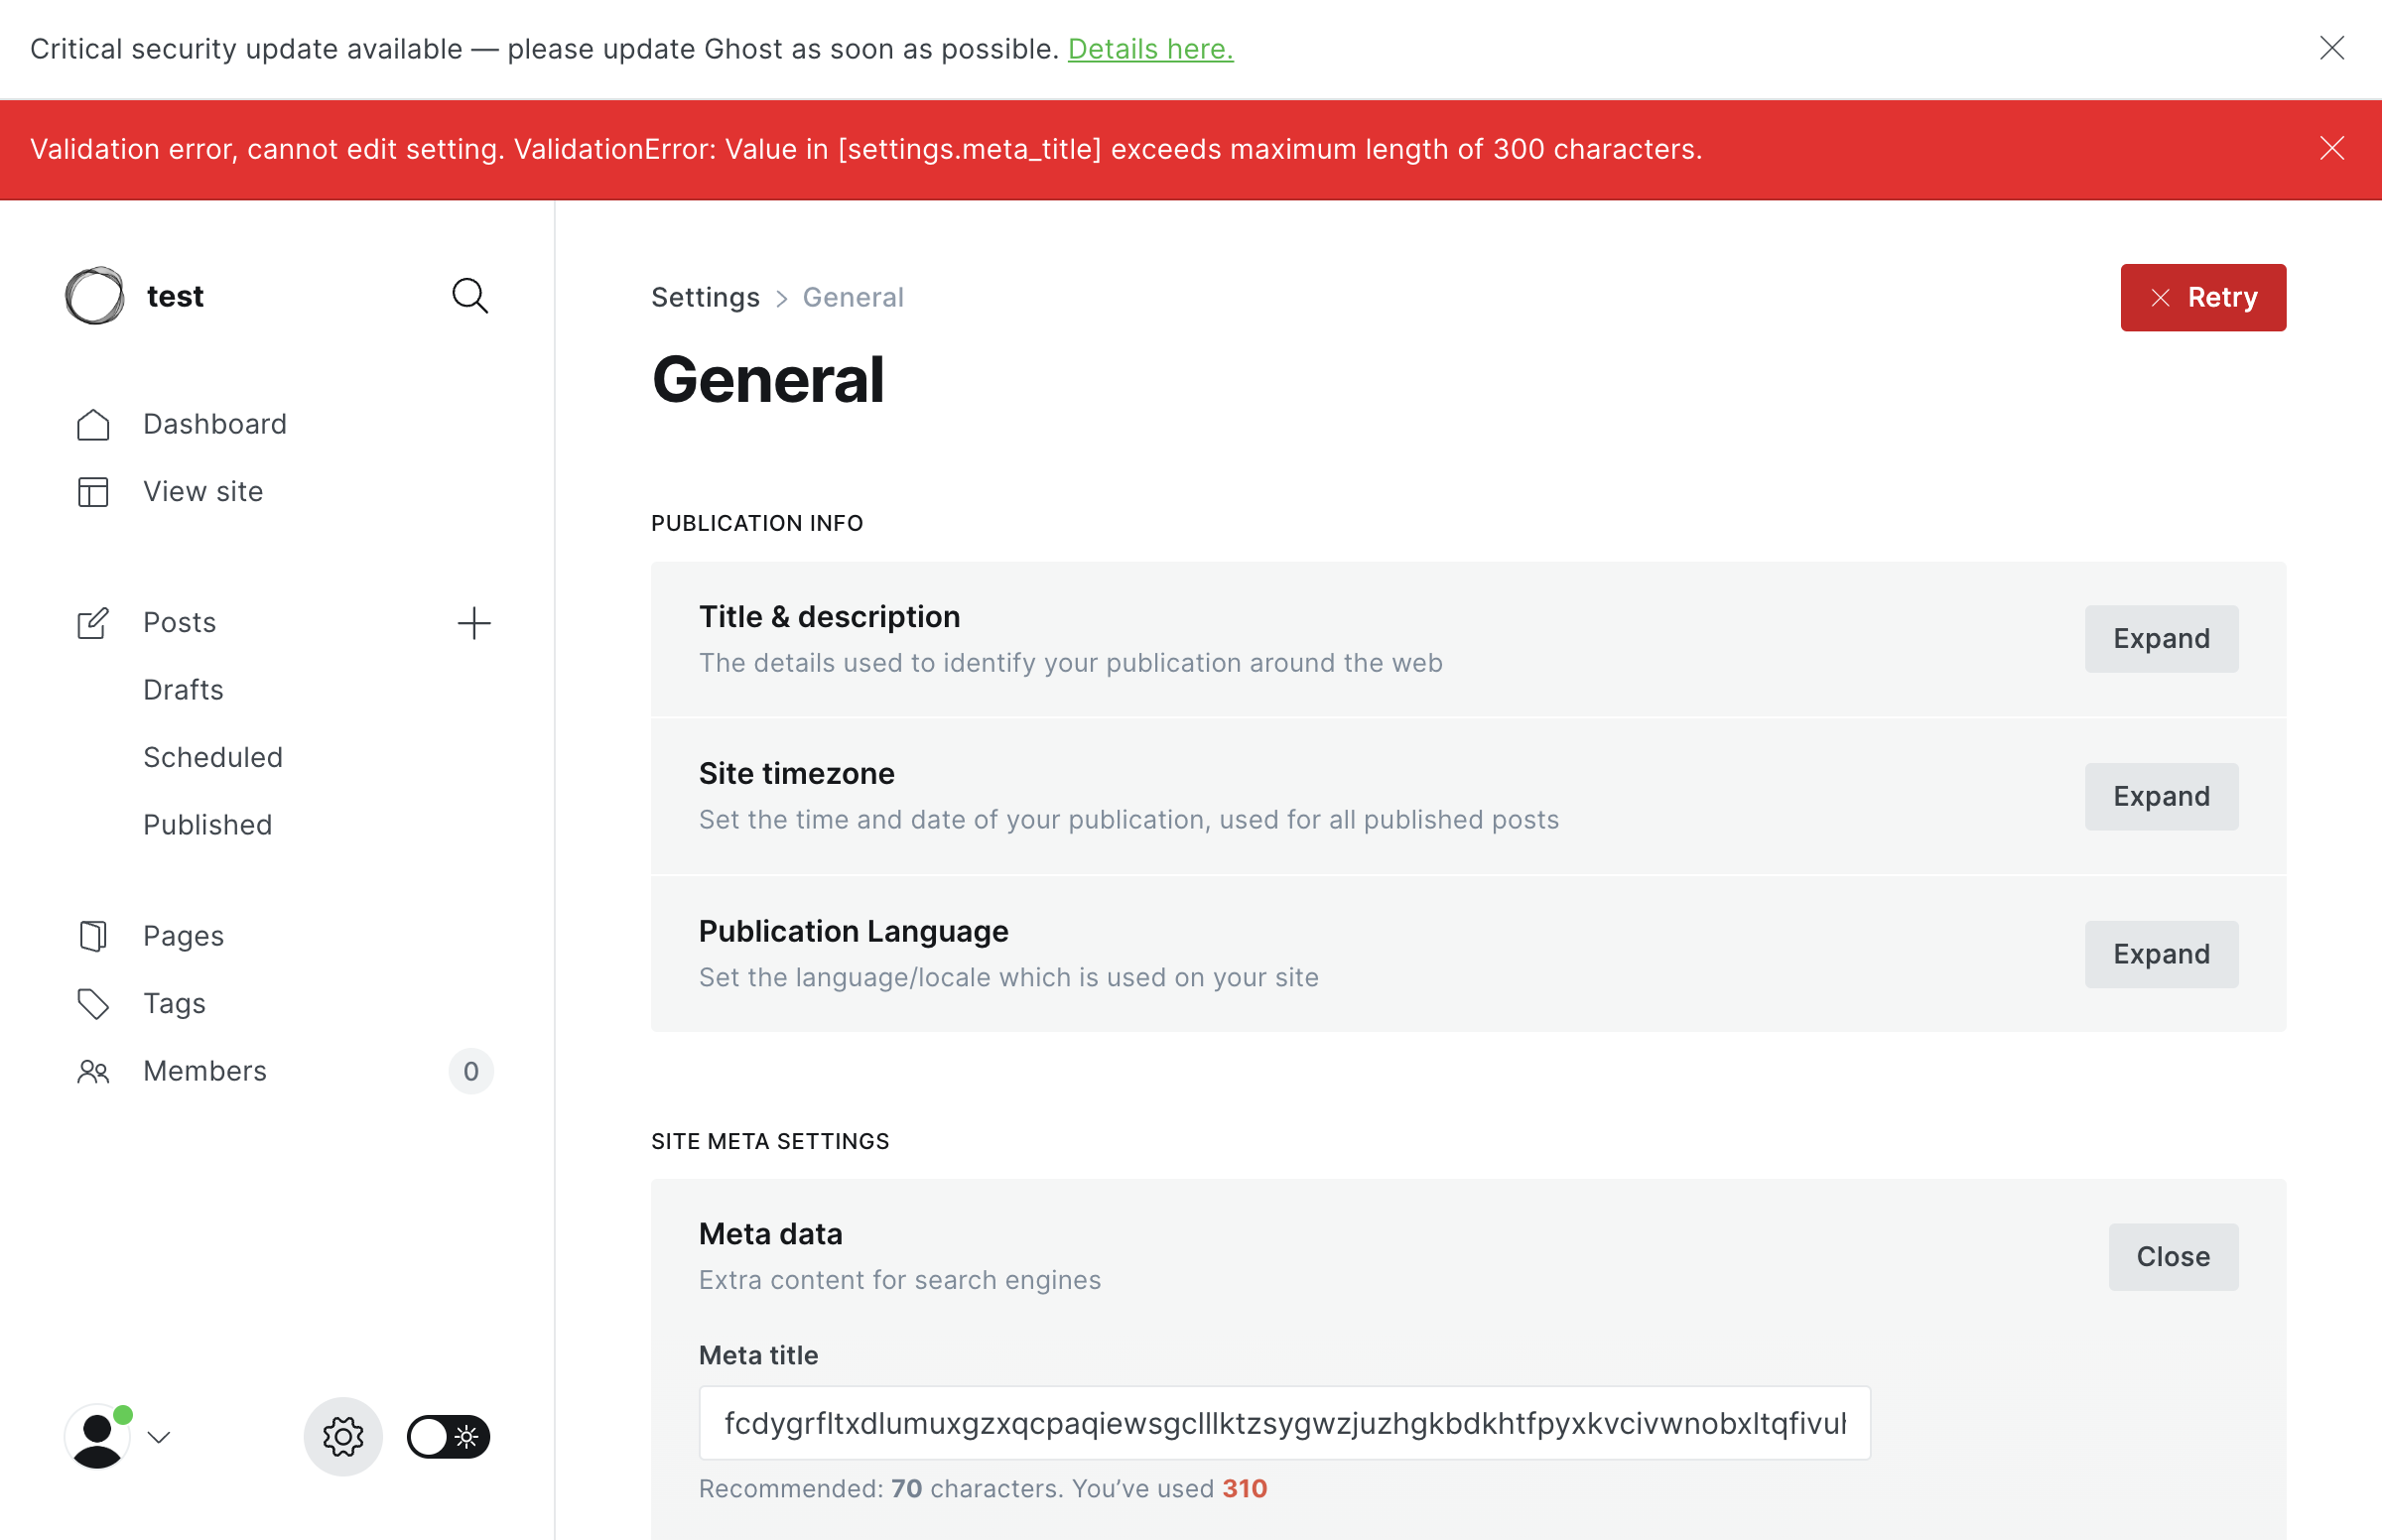 Critical security update available — please update Ghost as soon as possible. Details here.
Validation error, cannot edit setting. ValidationError: Value in [settings.meta_title] exceeds maximum length of 300 characters.
test
Dashboard
View site
Posts
Drafts
Scheduled
Published
Pages
Tags
Members
0
Settings > General
Retry
General
PUBLICATION INFO
Title & description
The details used to identify your publication around the web
Expand
Site timezone
Set the time and date of your publication, used for all published posts
Expand
Publication Language
Set the language/locale which is used on your site
Expand
SITE META SETTINGS
Meta data
Extra content for search engines
Close
Meta title
fcdygrfltxdlumuxgzxqcpaqiewsgclllktzsygwzjuzhgkbdkhtfpyxkvcivwnobxltqfivul
Recommended: 70 characters. You’ve used 310